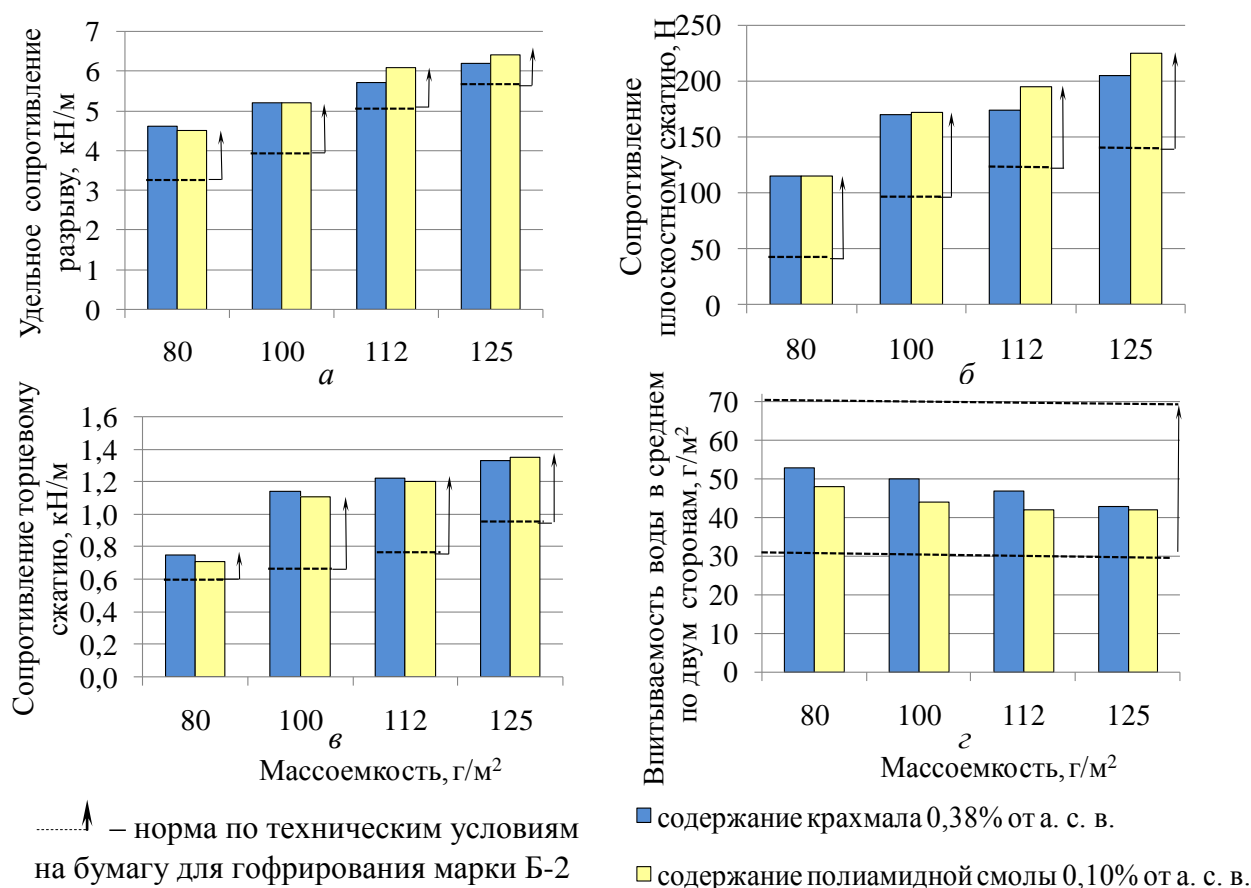 Удельное сопротивление
разрыву, кН/м
7
6
5
4
3
2
1
0
80 100 112 125
а
Сопротивление
плоскостному сжатию, Н
250
200
150
100
50
0
80 100 112 125
б
Сопротивление торцевому
сжатию, кН/м
1,6
1,4
1,2
1,0
0,8
0,6
0,4
0,2
0,0
80 100 112 125
в
Массоемкость, г/м²
Впитываемость воды в среднем
по двум сторонам, г/м²
70
60
50
40
30
20
10
0
80 100 112 125
г
Массоемкость, г/м²
– норма по техническим условиям
на бумагу для гофрирования марки Б-2
содержание крахмала 0,38% от а. с. в.
содержание полиамидной смолы 0,10% от а. с. в.